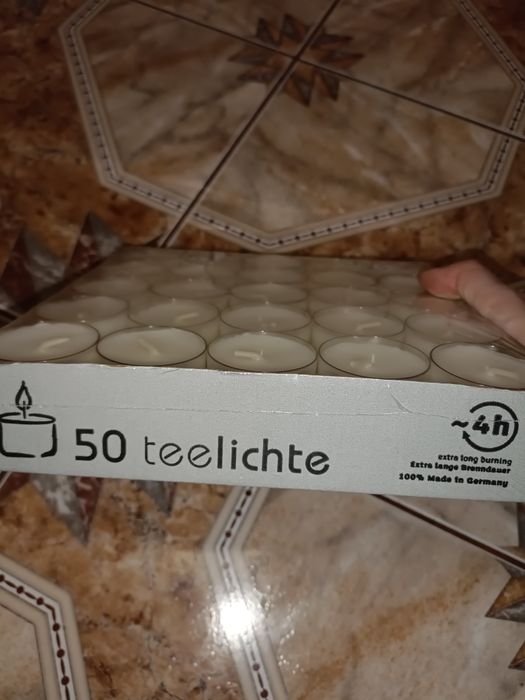 50 teelichte
~4h
extra long burning
Extra lange Brenndauer
100% Made in Germany